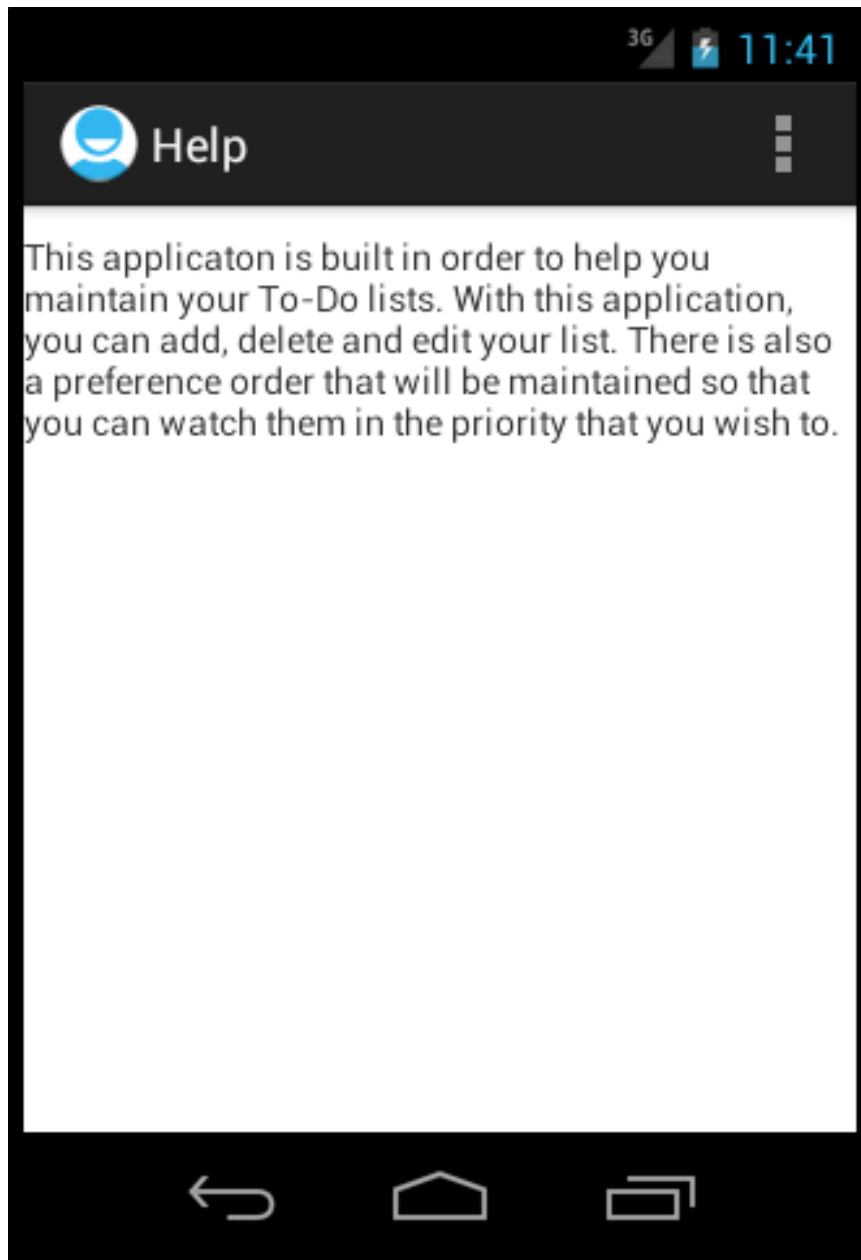 3G 11:41
Help
This applicaton is built in order to help you
maintain your To-Do lists. With this application,
you can add, delete and edit your list. There is also
a preference order that will be maintained so that
you can watch them in the priority that you wish to.